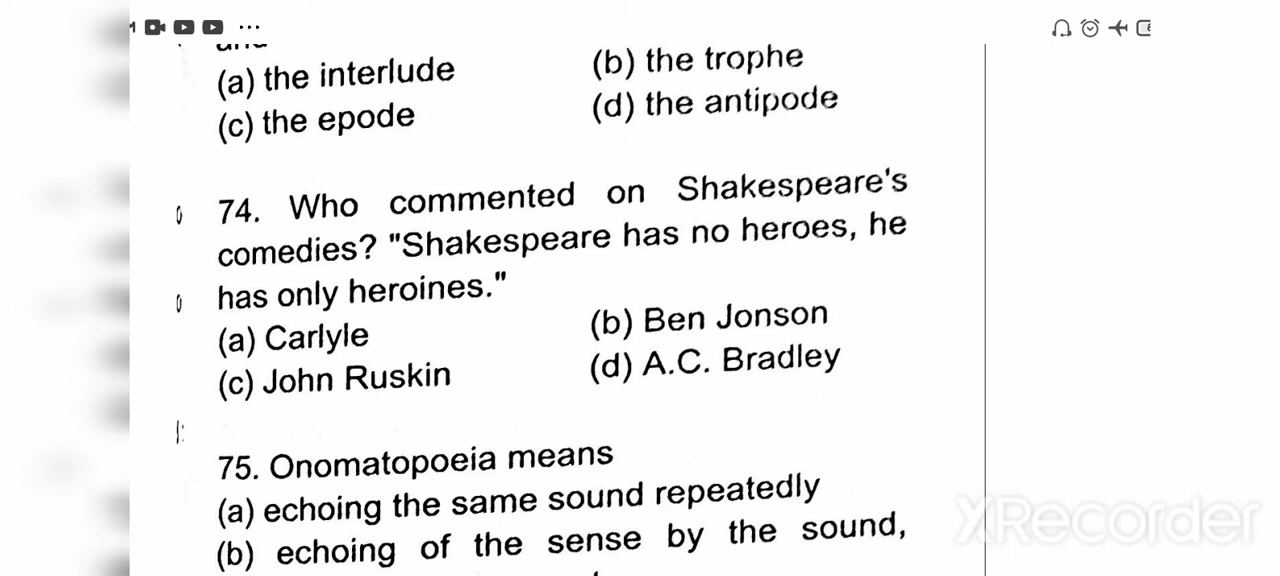 (a) the interlude (b) the trophe
(c) the epode (d) the antipode
74. Who commented on Shakespeare's
comedies? "Shakespeare has no heroes, he
has only heroines."
(a) Carlyle (b) Ben Jonson
(c) John Ruskin (d) A.C. Bradley
75. Onomatopoeia means
(a) echoing the same sound repeatedly
(b) echoing of the sense by the sound,
XRecorder